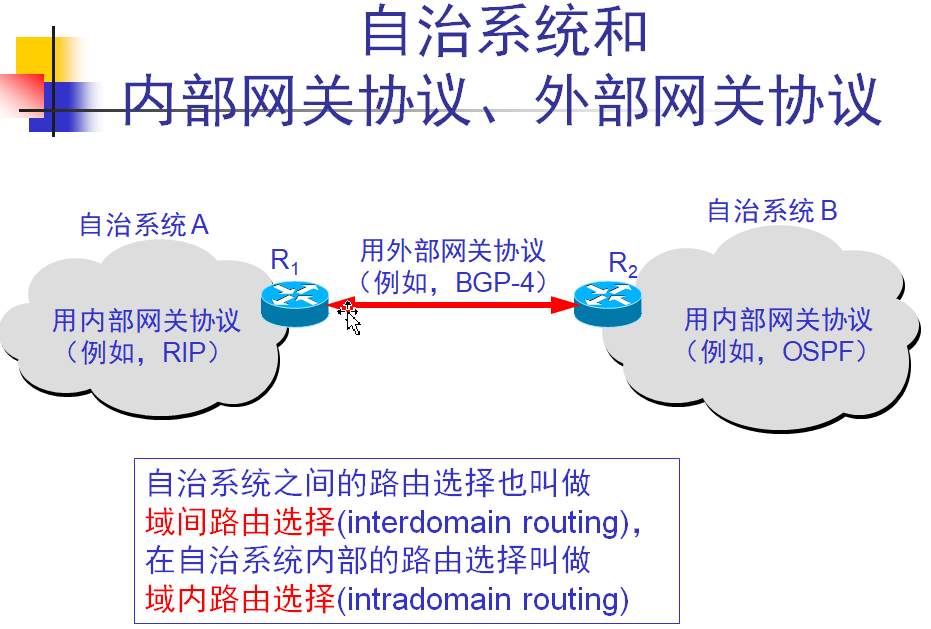 自治系统和
内部网关协议、外部网关协议
自治系统A
自治系统B
R1
用外部网关协议
（例如，BGP-4）
R2
用内部网关协议
（例如，RIP）
用内部网关协议
（例如，OSPF）
自治系统之间的路由选择也叫做
域间路由选择(interdomain routing)，
在自治系统内部的路由选择叫做
域内路由选择(intradomain routing)